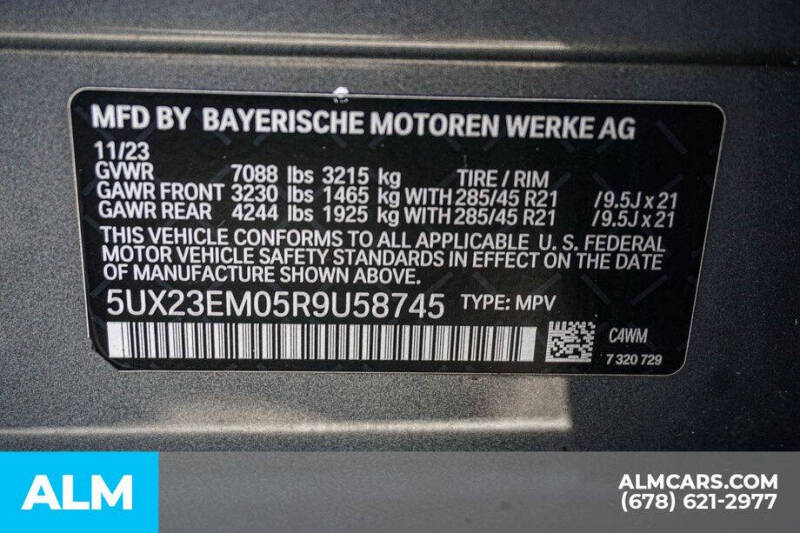 MFD BY BAYERISCHE MOTOREN WERKE AG
11/23
GVWR 7088 lbs 3215 kg TIRE / RIM
GAWR FRONT 3230 lbs 1465 kg WITH 285/45 R21 /9.5J x 21
GAWR REAR 4244 lbs 1925 kg WITH 285/45 R21 /9.5J x 21
THIS VEHICLE CONFORMS TO ALL APPLICABLE U. S. FEDERAL
MOTOR VEHICLE SAFETY STANDARDS IN EFFECT ON THE
DATE OF MANUFACTURE SHOWN ABOVE.
5UX23EM05R9U58745 TYPE: MPV
C4WM
7 320 729
ALM
ALMCARS.COM
(678) 621-2977